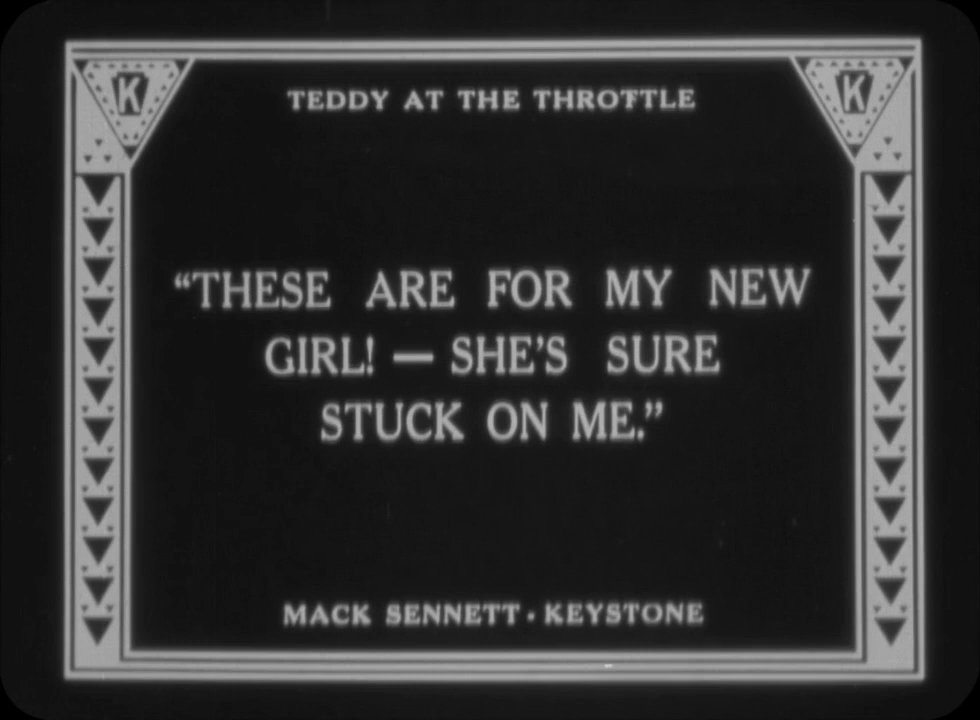 K K
TEDDY AT THE THROTTLE
“THESE ARE FOR MY NEW
GIRL! — SHE’S SURE
STUCK ON ME.”
MACK SENNETT · KEYSTONE